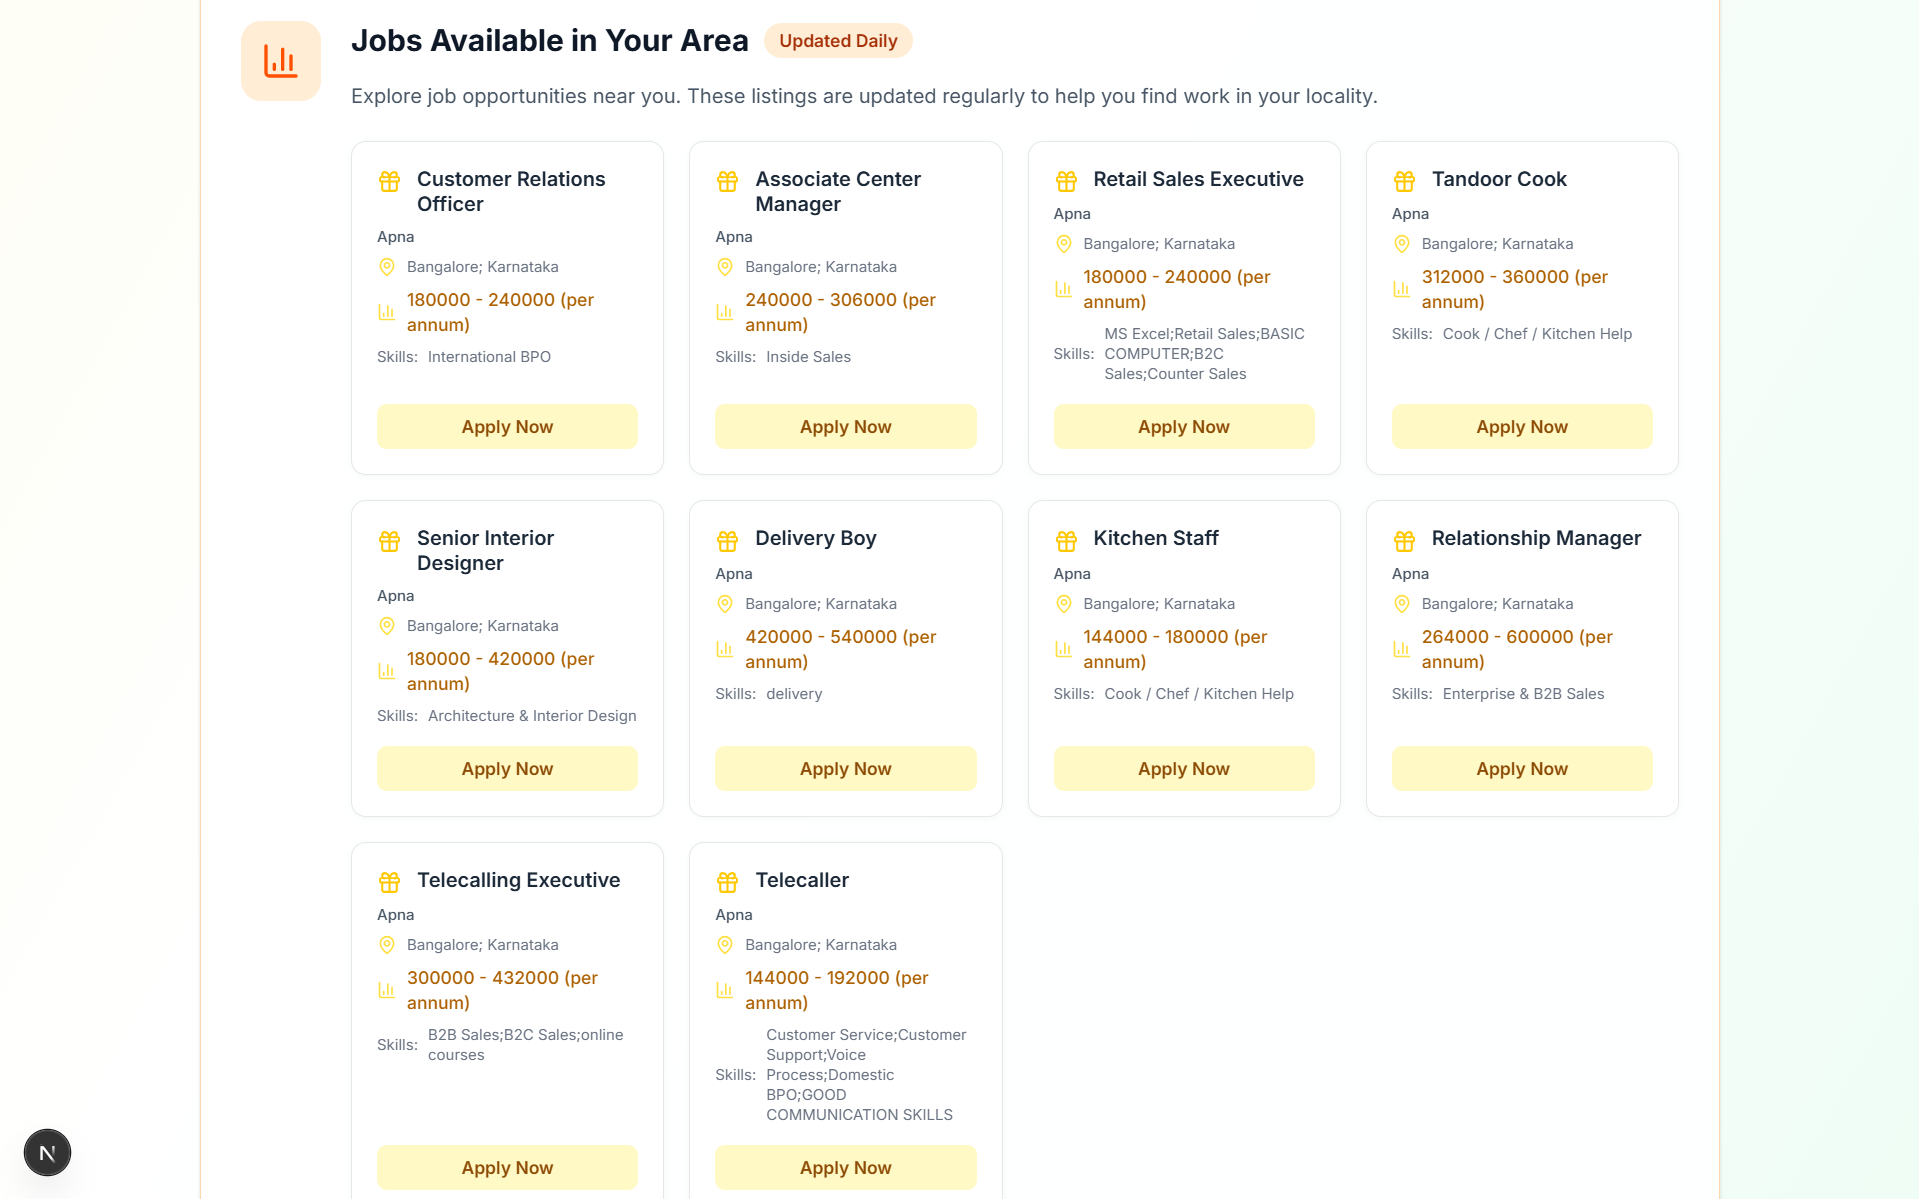 Jobs Available in Your Area
Updated Daily
Explore job opportunities near you. These listings are updated regularly to help you find work in your locality.
Customer Relations
Officer
Apna
Bangalore; Karnataka
180000 - 240000 (per
annum)
Skills: International BPO
Apply Now
Associate Center
Manager
Apna
Bangalore; Karnataka
240000 - 306000 (per
annum)
Skills: Inside Sales
Apply Now
Retail Sales Executive
Apna
Bangalore; Karnataka
180000 - 240000 (per
annum)
MS Excel;Retail Sales;BASIC
Skills: COMPUTER;B2C
Sales;Counter Sales
Apply Now
Tandoor Cook
Apna
Bangalore; Karnataka
312000 - 360000 (per
annum)
Skills: Cook / Chef / Kitchen Help
Apply Now
Senior Interior
Designer
Apna
Bangalore; Karnataka
180000 - 420000 (per
annum)
Skills: Architecture & Interior Design
Apply Now
Delivery Boy
Apna
Bangalore; Karnataka
420000 - 540000 (per
annum)
Skills: delivery
Apply Now
Kitchen Staff
Apna
Bangalore; Karnataka
144000 - 180000 (per
annum)
Skills: Cook / Chef / Kitchen Help
Apply Now
Relationship Manager
Apna
Bangalore; Karnataka
264000 - 600000 (per
annum)
Skills: Enterprise & B2B Sales
Apply Now
Telecalling Executive
Apna
Bangalore; Karnataka
300000 - 432000 (per
annum)
B2B Sales;B2C Sales;online
Skills:
courses
Apply Now
Telecaller
Apna
Bangalore; Karnataka
144000 - 192000 (per
annum)
Customer Service;Customer
Support;Voice
Skills: Process;Domestic
BPO;GOOD
COMMUNICATION SKILLS
Apply Now
N